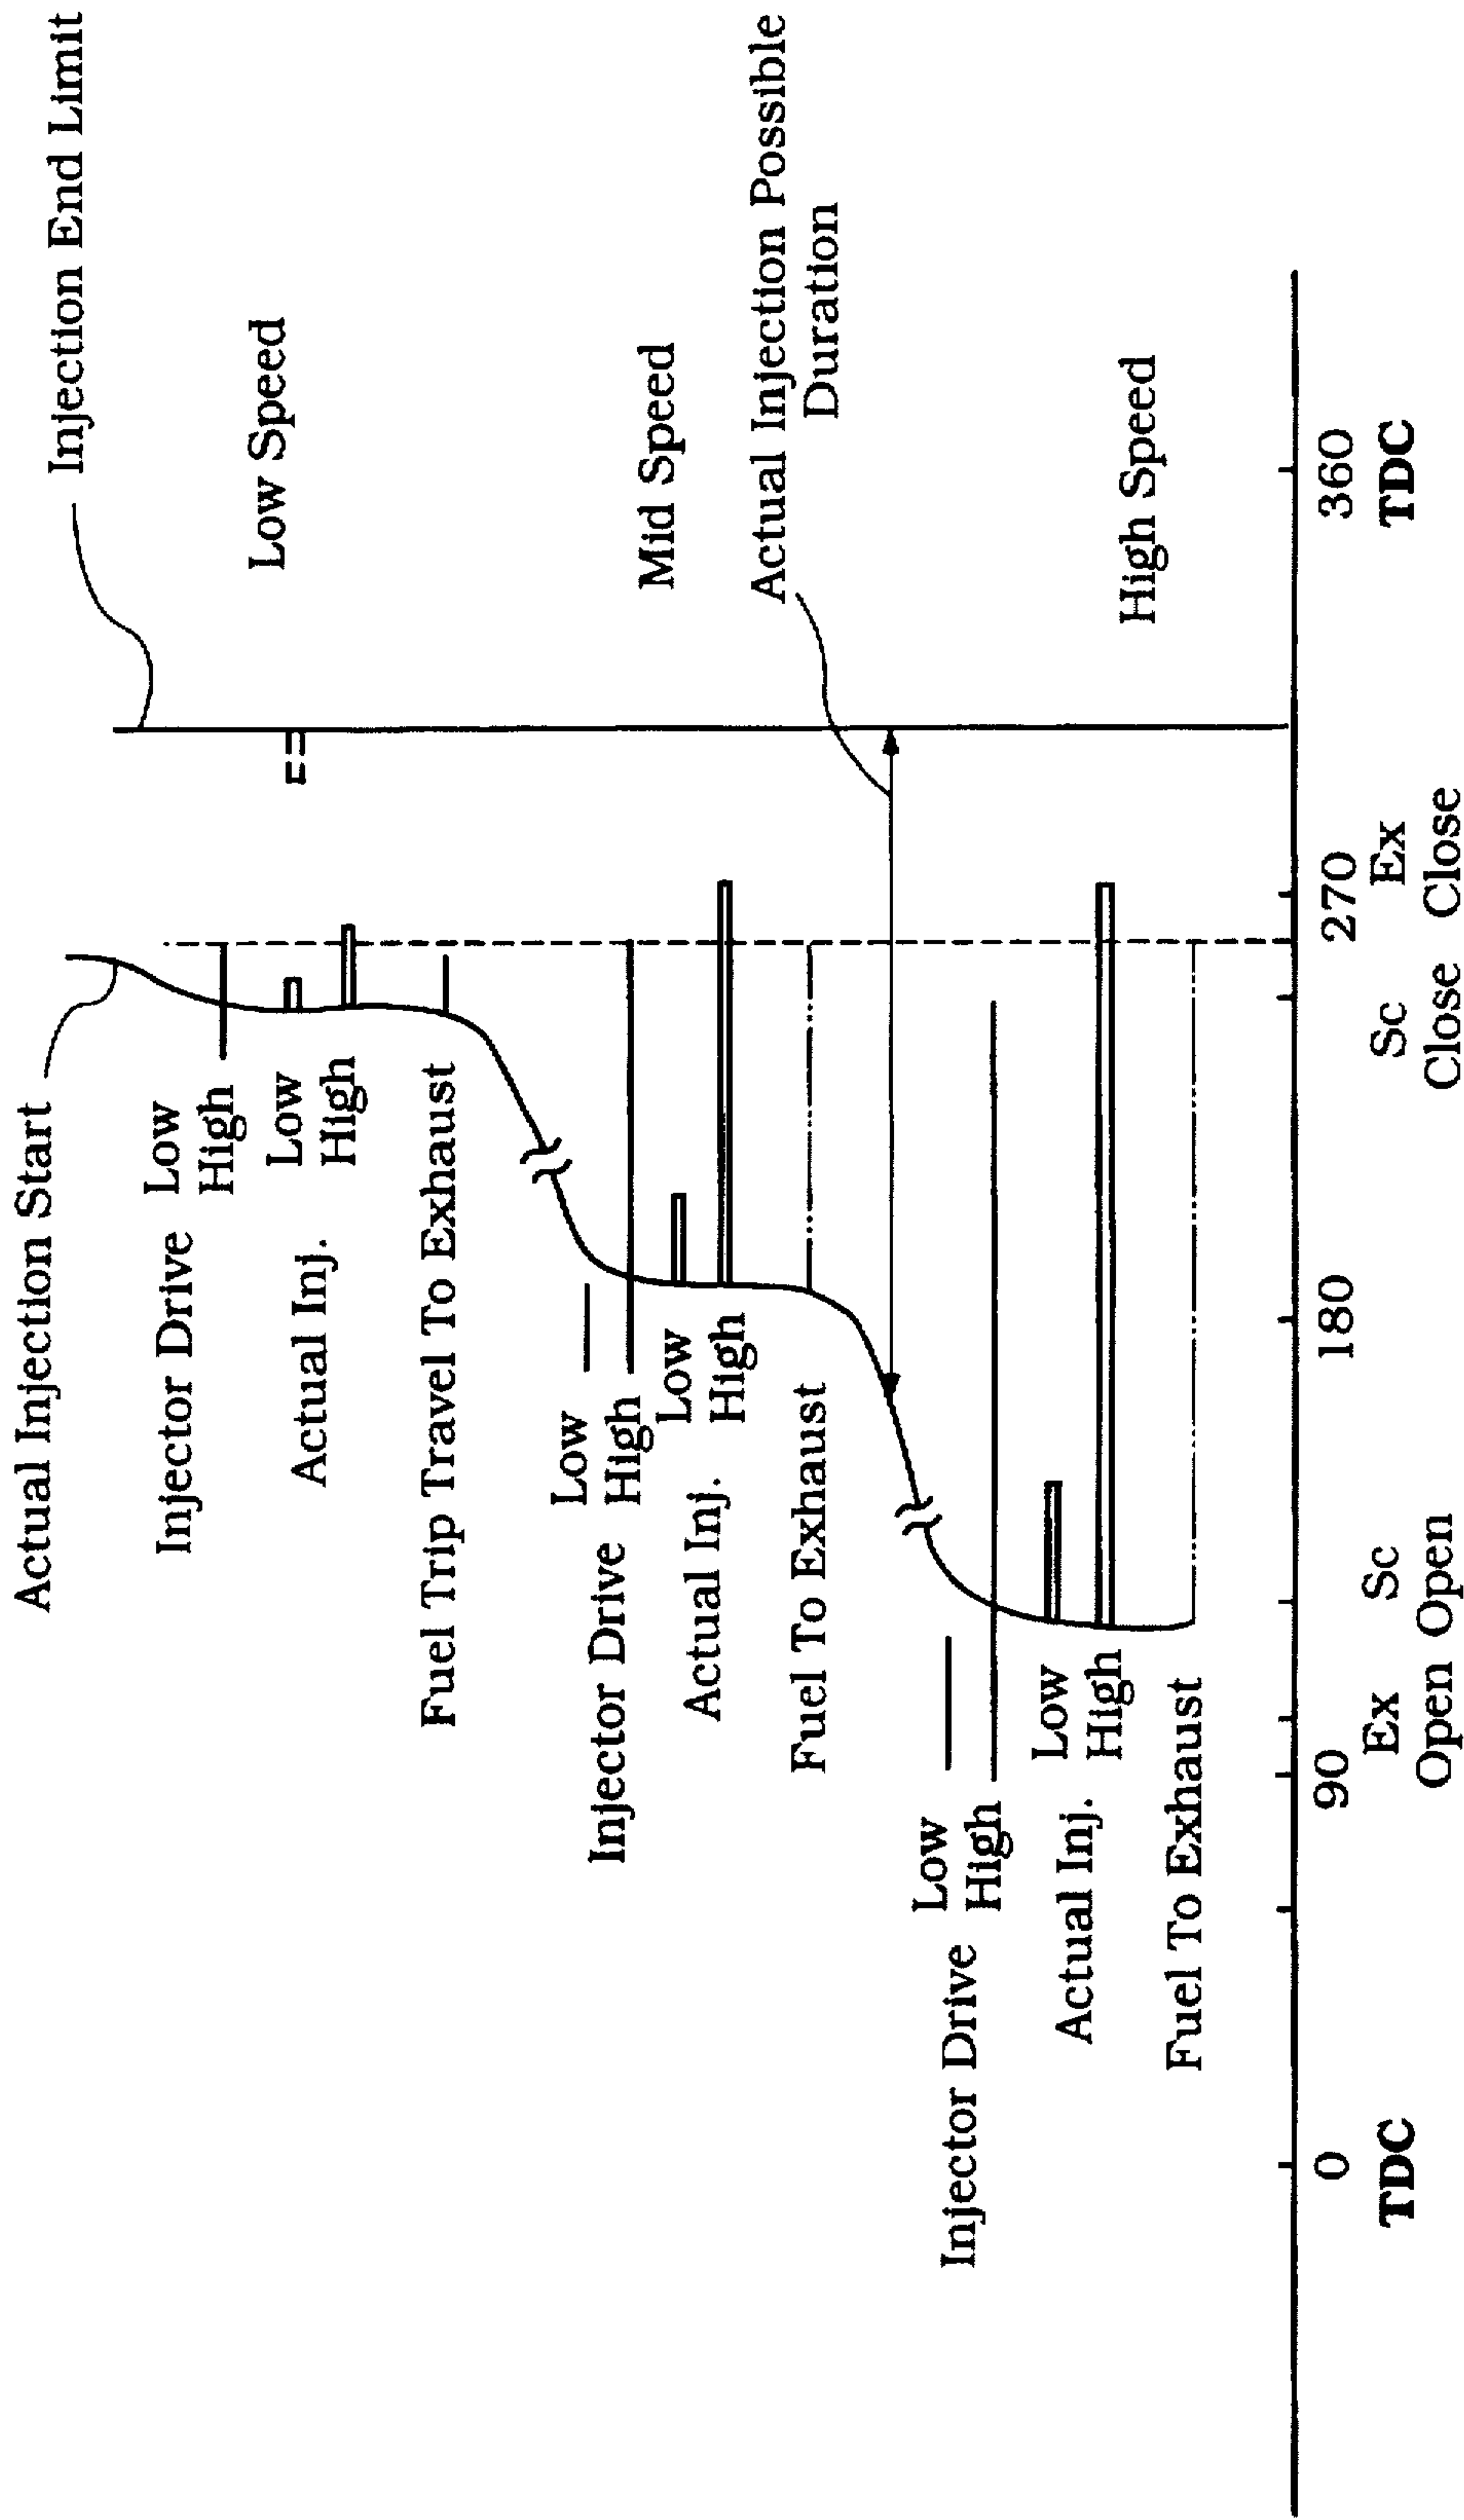 Actual Injection Start
Injection End Limit
Low
Injector Drive
High
Low Speed
Low
Actual Inj.
High
Fuel Trip Travel To Exhaust
Low
Injector Drive
High
Mid Speed
Low
Actual Inj.
High
Actual Injection Possible
Duration
Fuel To Exhaust
Low
Injector Drive
High
Low
Actual Inj.
High
High Speed
Fuel To Exhaust
0 90 180 270 360
TDC Ex Sc Sc Ex TDC
Open Open Close Close